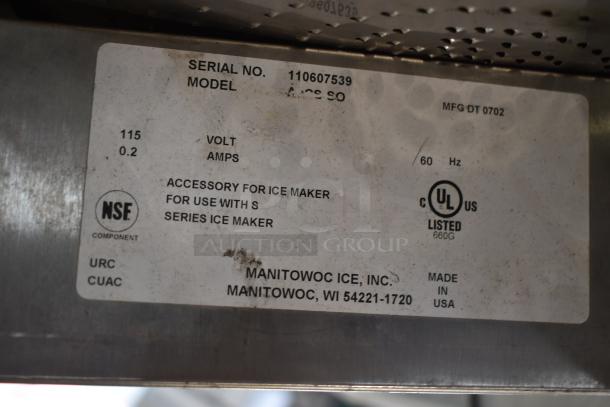 SERIAL NO. 110607539
MODEL SO
MFG DT 0702
115 VOLT
0.2 AMPS
/60 Hz
ACCESSORY FOR ICE MAKER
FOR USE WITH S
SERIES ICE MAKER
NSF
COMPONENT
C UL US
LISTED
660G
AUCTION GROUP
URC
CUAC
MANITOWOC ICE, INC.
MANITOWOC, WI 54221-1720
MADE
IN
USA